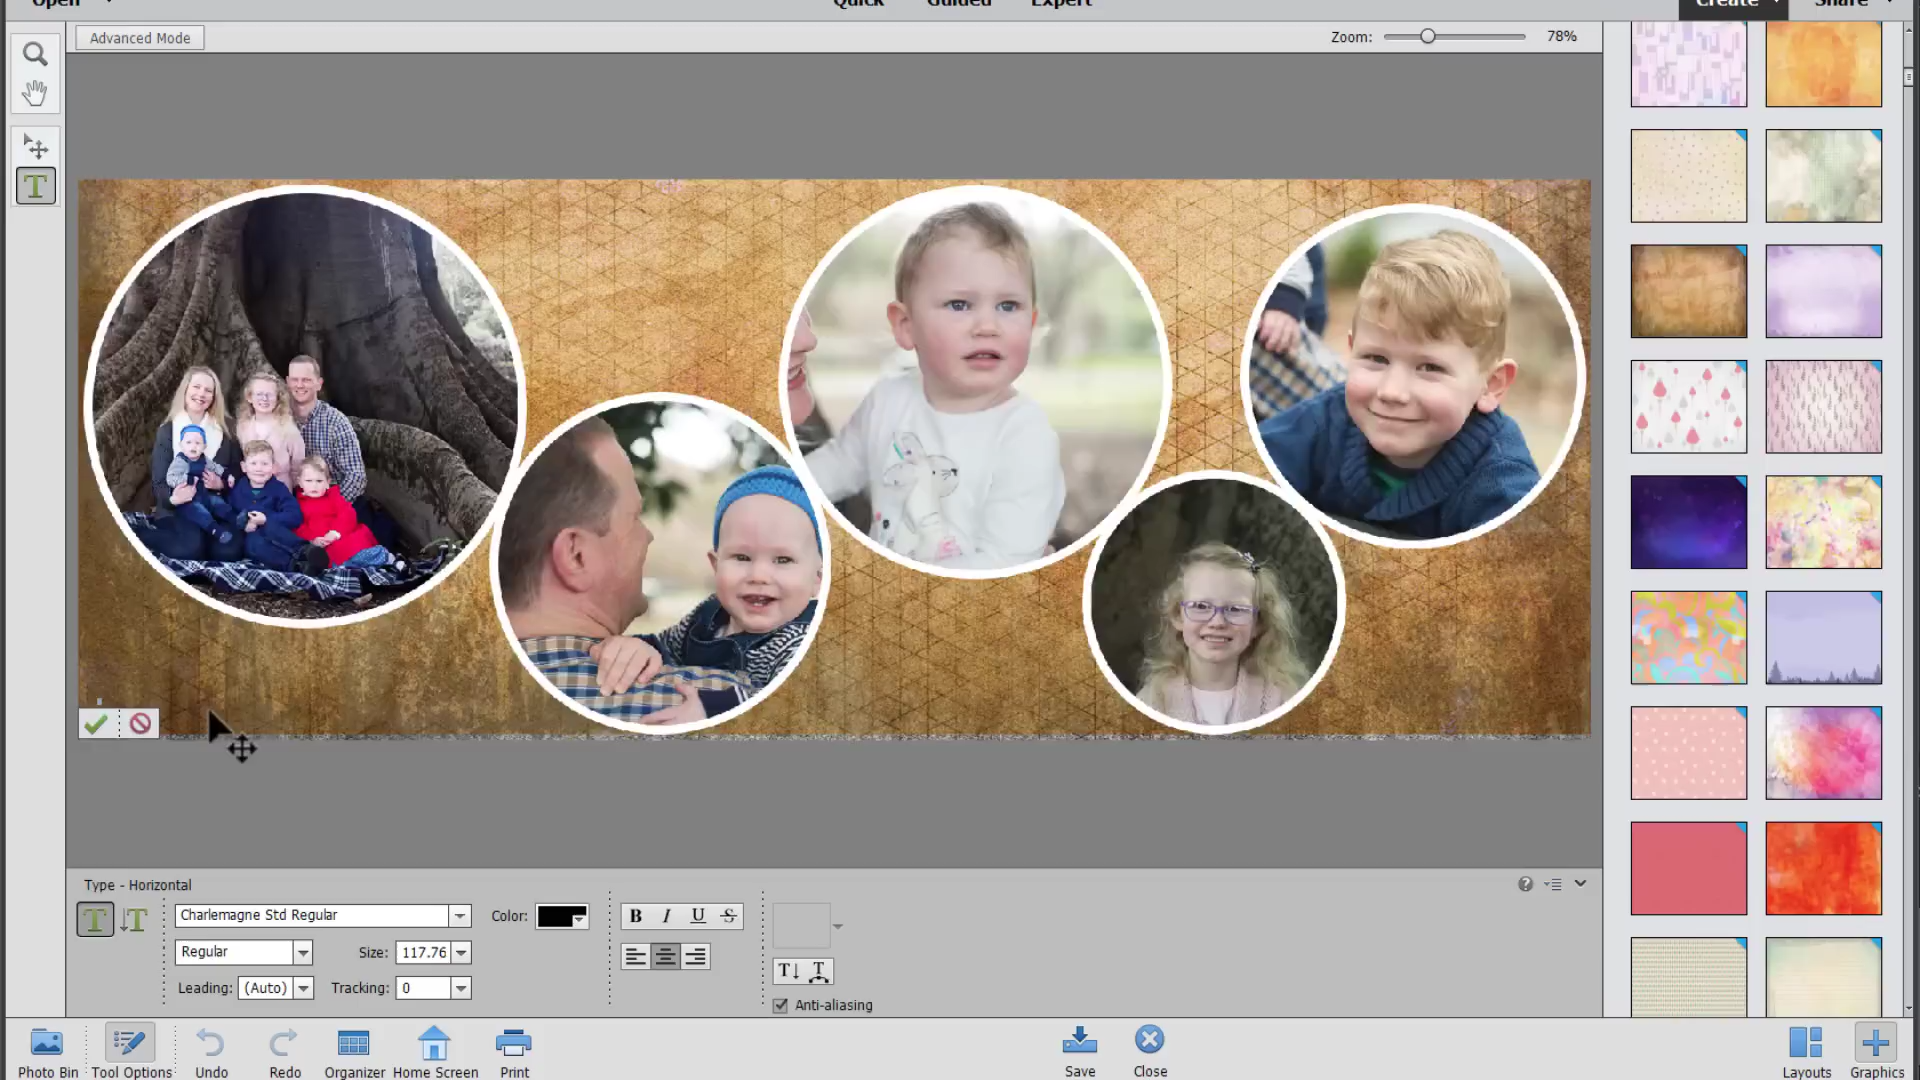 Open Quick Guided Expert Create Share
Advanced Mode Zoom: 78%
Type - Horizontal
Charlemagne Std Regular Color: B I U S
Regular Size: 117.76
Leading: (Auto) Tracking: 0
Anti-aliasing
Photo Bin Tool Options Undo Redo Organizer Home Screen Print Save Close Layouts Graphics